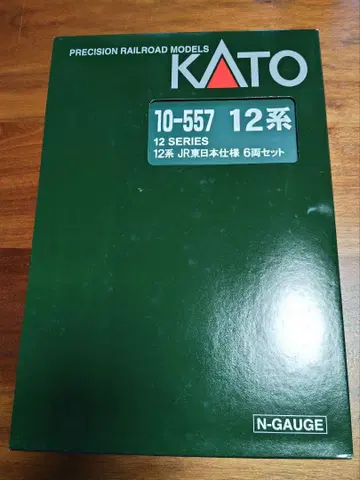 PRECISION RAILROAD MODELS
KATO
10-557 12系
12 SERIES
12系 JR東日本仕様 6両セット
N-GAUGE